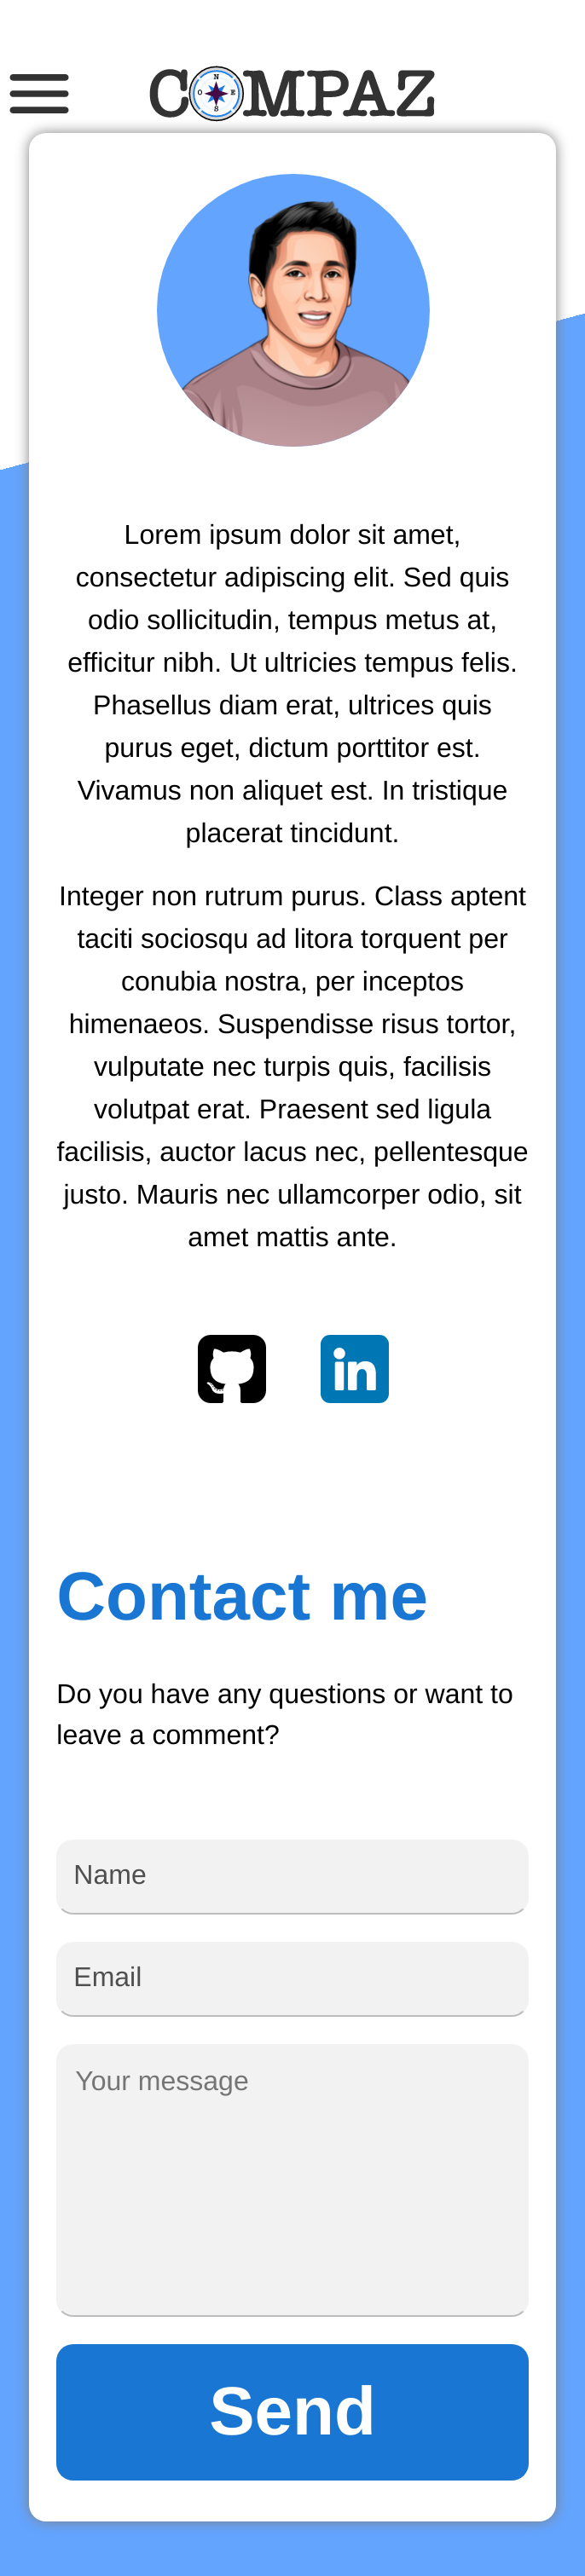 COMPAZ
N
O E
S
Lorem ipsum dolor sit amet,
consectetur adipiscing elit. Sed quis
odio sollicitudin, tempus metus at,
efficitur nibh. Ut ultricies tempus felis.
Phasellus diam erat, ultrices quis
purus eget, dictum porttitor est.
Vivamus non aliquet est. In tristique
placerat tincidunt.
Integer non rutrum purus. Class aptent
taciti sociosqu ad litora torquent per
conubia nostra, per inceptos
himenaeos. Suspendisse risus tortor,
vulputate nec turpis quis, facilisis
volutpat erat. Praesent sed ligula
facilisis, auctor lacus nec, pellentesque
justo. Mauris nec ullamcorper odio, sit
amet mattis ante.
in
Contact me
Do you have any questions or want to
leave a comment?
Name
Email
Your message
Send